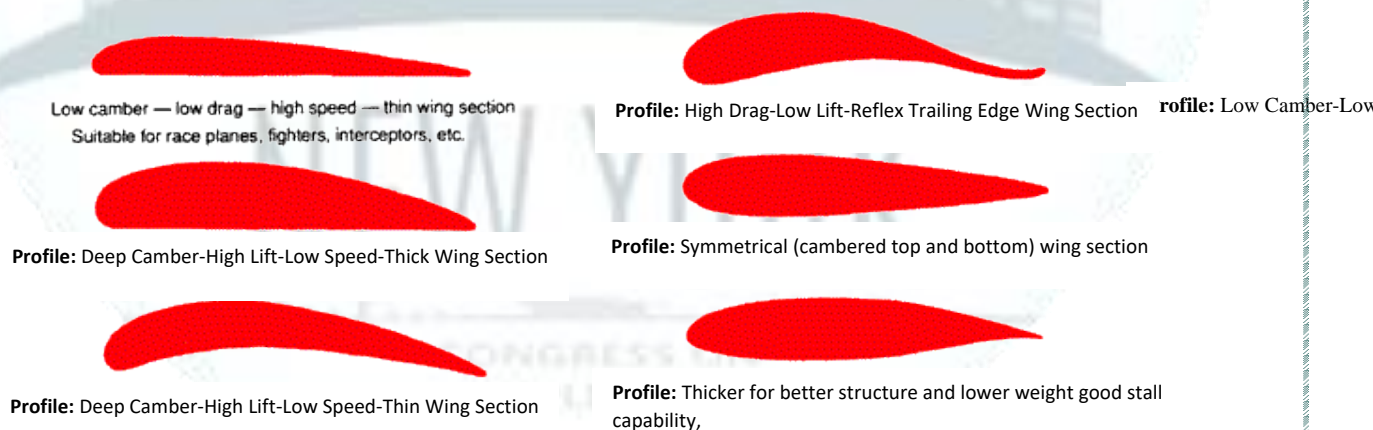 Low camber — low drag — high speed — thin wing section
Suitable for race planes, fighters, interceptors, etc.
Profile: High Drag-Low Lift-Reflex Trailing Edge Wing Section
rofile: Low Camber-Low
NEW YORK
Profile: Deep Camber-High Lift-Low Speed-Thick Wing Section
Profile: Symmetrical (cambered top and bottom) wing section
CONGRESS
Profile: Deep Camber-High Lift-Low Speed-Thin Wing Section
Profile: Thicker for better structure and lower weight good stall
capability,